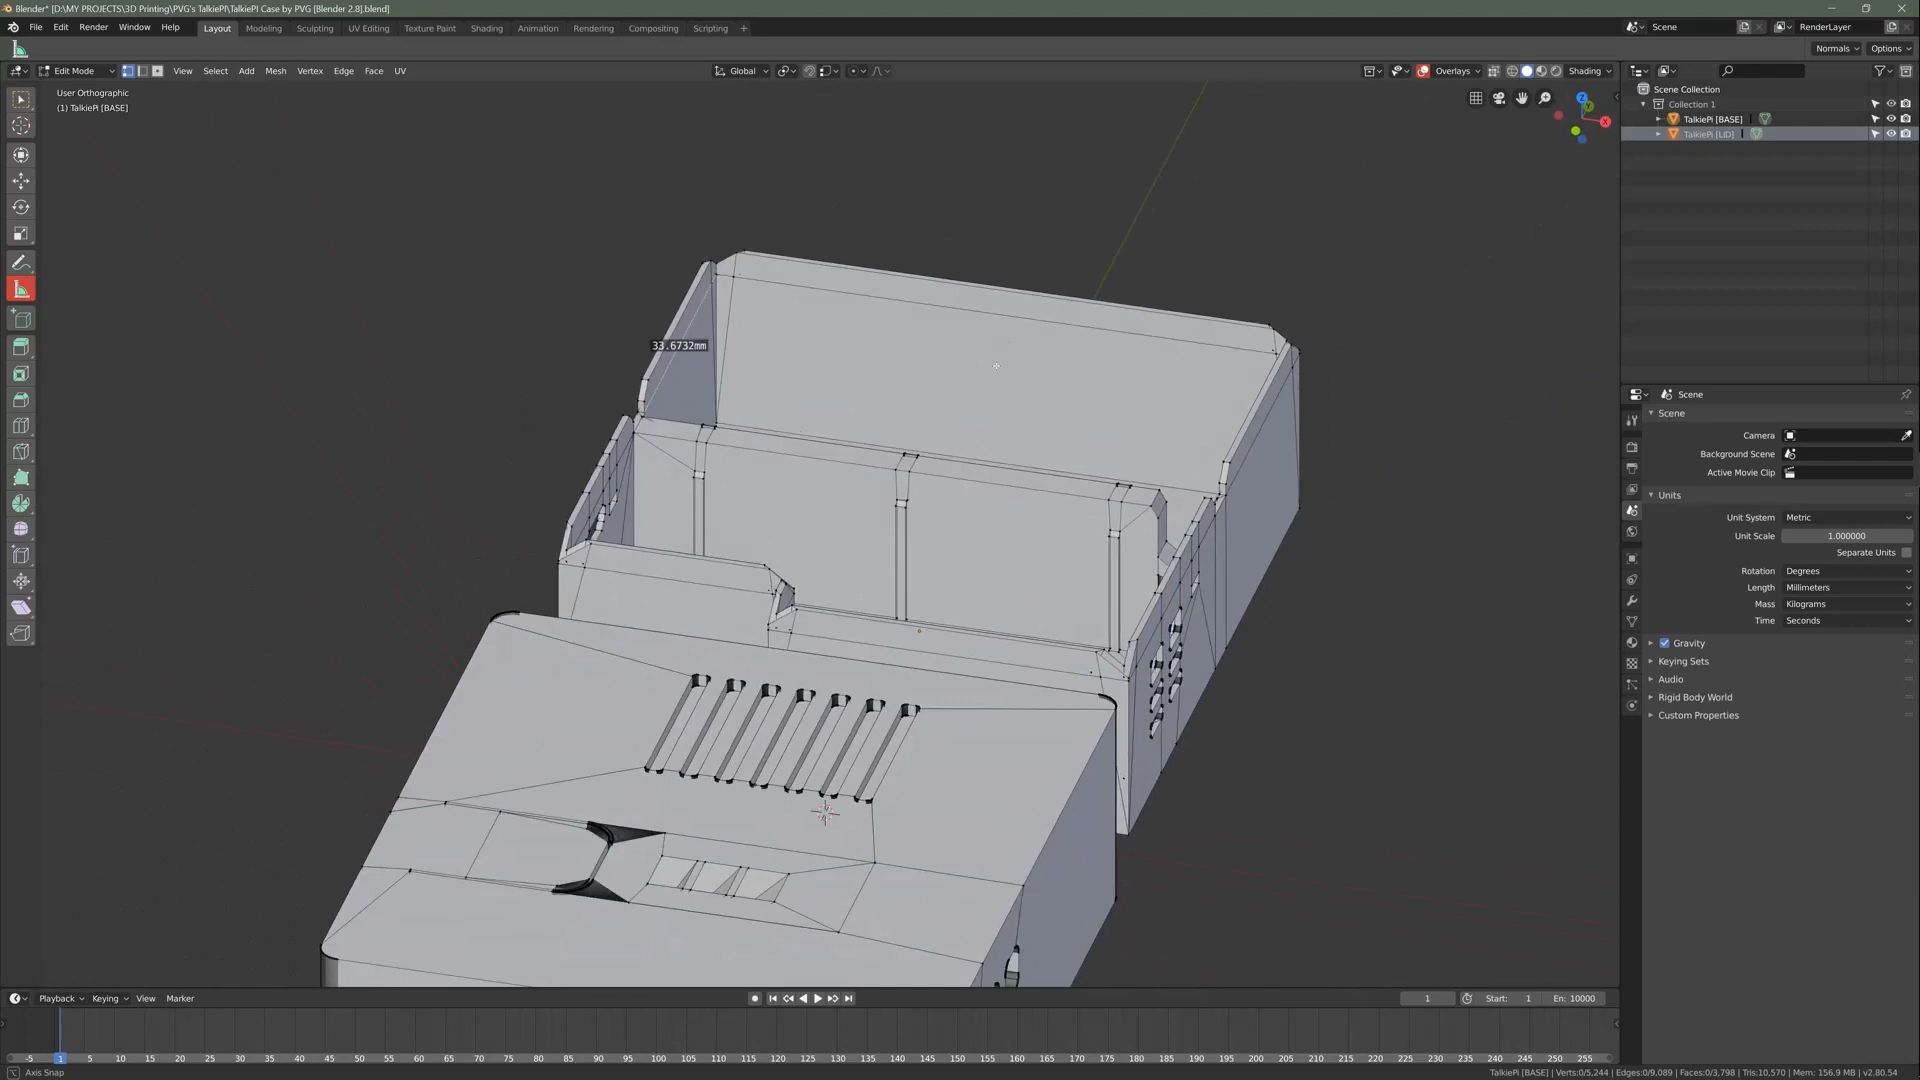 Blender* [D:\MY PROJECTS\3D Printing\PVG's TalkiePI\TalkiePI Case by PVG [Blender 2.8].blend]
File Edit Render Window Help Layout Modeling Sculpting UV Editing Texture Paint Shading Animation Rendering Compositing Scripting + Scene RenderLayer
Normals Options
Edit Mode View Select Add Mesh Vertex Edge Face UV Global Overlays Shading
User Orthographic
(1) TalkiePi [BASE]
Z
Y
X
Scene Collection
Collection 1
TalkiePi [BASE]
TalkiePi [LID]
33.6732mm
Scene
Scene
Camera
Background Scene
Active Movie Clip
Units
Unit System Metric
Unit Scale 1.000000
Separate Units
Rotation Degrees
Length Millimeters
Mass Kilograms
Time Seconds
Gravity
Keying Sets
Audio
Rigid Body World
Custom Properties
Playback Keying View Marker 1 Start: 1 En: 10000
-5 1 5 10 15 20 25 30 35 40 45 50 55 60 65 70 75 80 85 90 95 100 105 110 115 120 125 130 135 140 145 150 155 160 165 170 175 180 185 190 195 200 205 210 215 220 225 230 235 240 245 250 255
Axis Snap TalkiePi [BASE] | Verts:0/5,244 | Edges:0/9,089 | Faces:0/3,798 | Tris:10,570 | Mem: 156.9 MB | v2.80.54